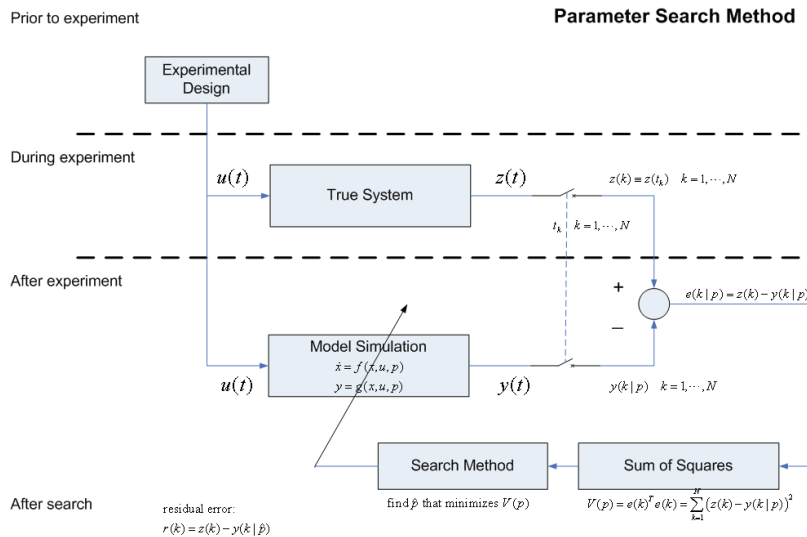 Prior to experiment
Parameter Search Method
Experimental
Design
During experiment
u(t)
True System
z(t)
z(k) = z(t_k) k = 1,⋯,N
t_k k = 1,⋯,N
After experiment
+
e(k | p) = z(k) − y(k | p)
−
Model Simulation
ẋ = f(x,u,p)
y = g(x,u,p)
u(t)
y(t)
y(k | p) k = 1,⋯,N
Search Method
Sum of Squares
find p̂ that minimizes V(p)
V(p) = e(k)^T e(k) = ∑_{k=1}^{N} (z(k) − y(k | p))^2
After search
residual error:
r(k) = z(k) − y(k | p̂)